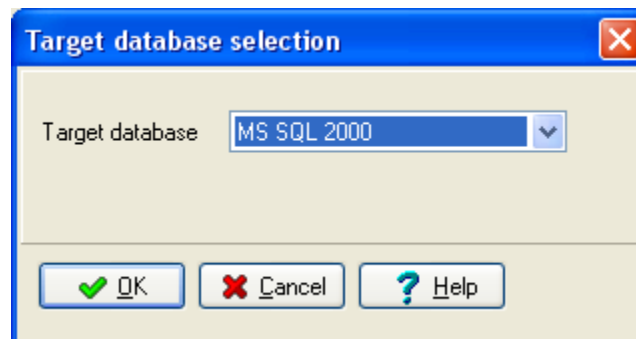 Target database selection
Target database MS SQL 2000
OK Cancel Help